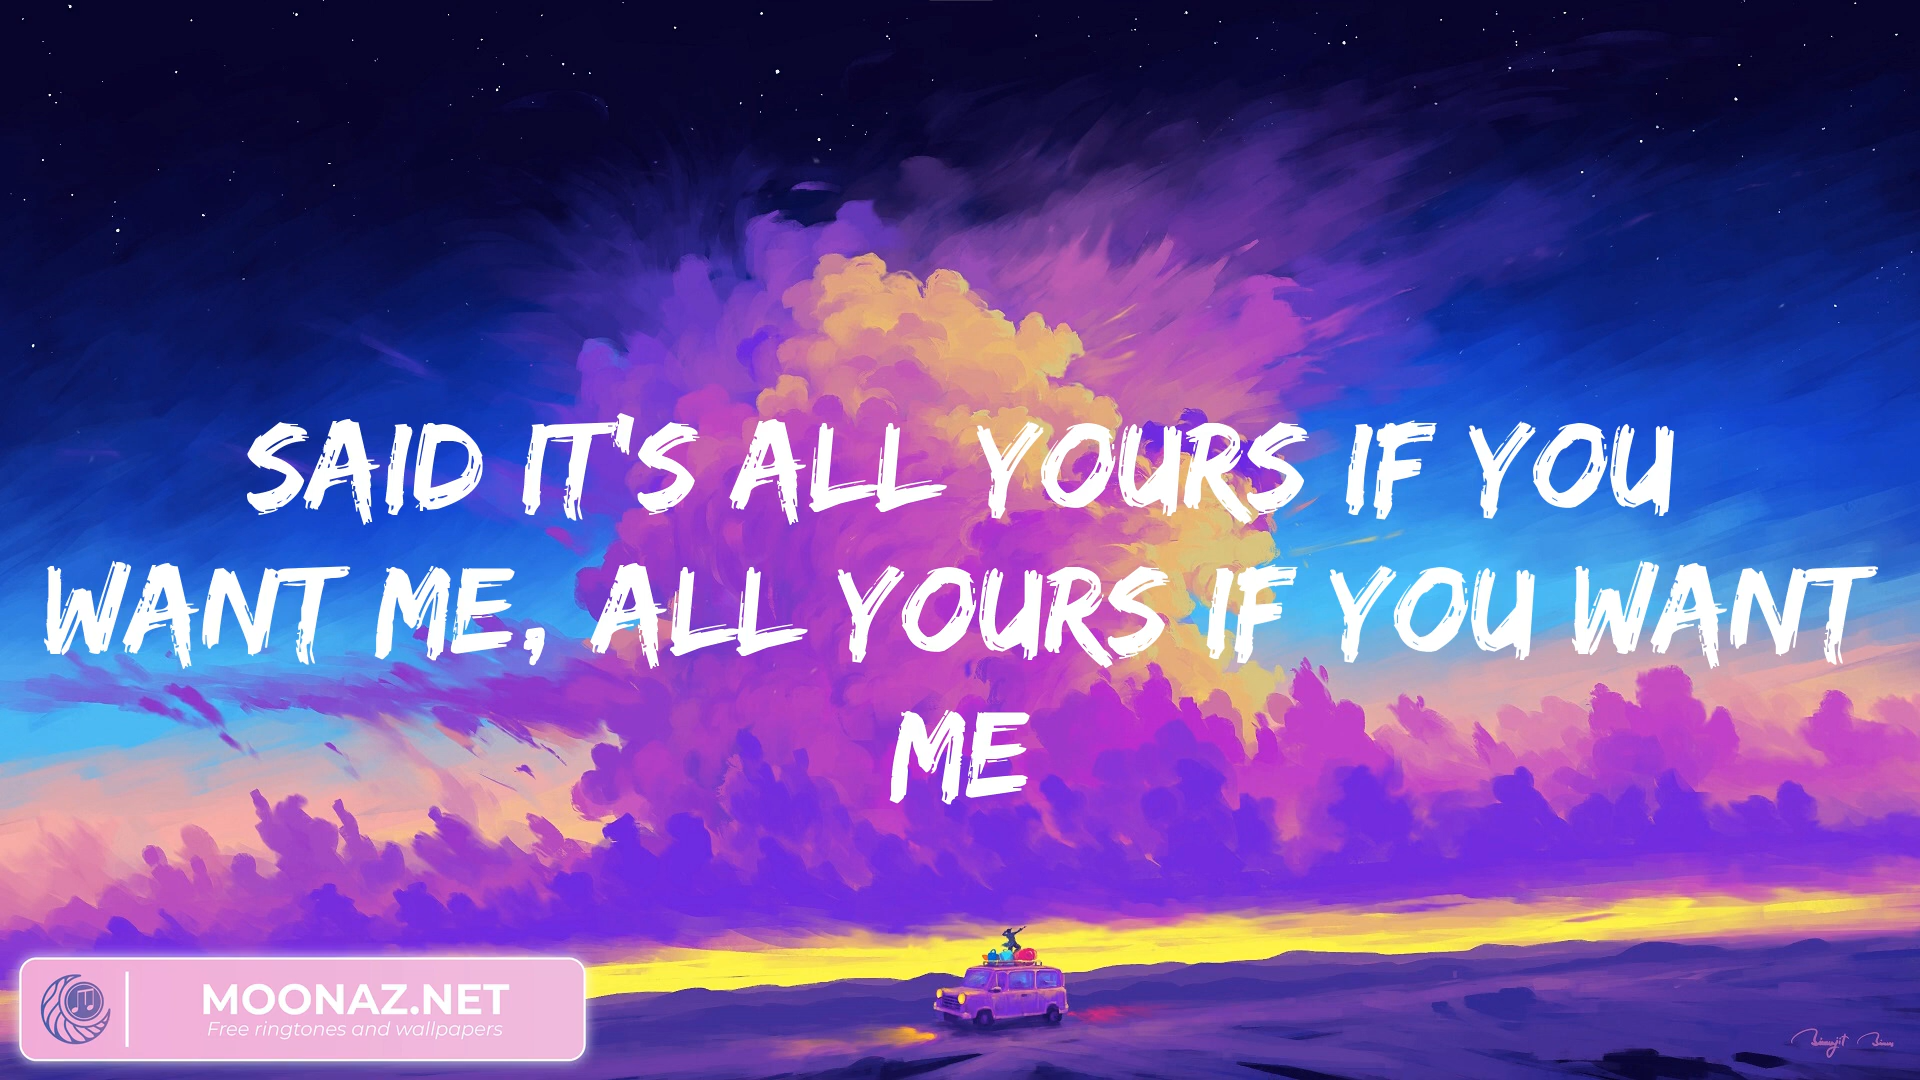 SAID IT'S ALL YOURS IF YOU
WANT ME, ALL YOURS IF YOU WANT
ME
MOONAZ.NET
Free ringtones and wallpapers